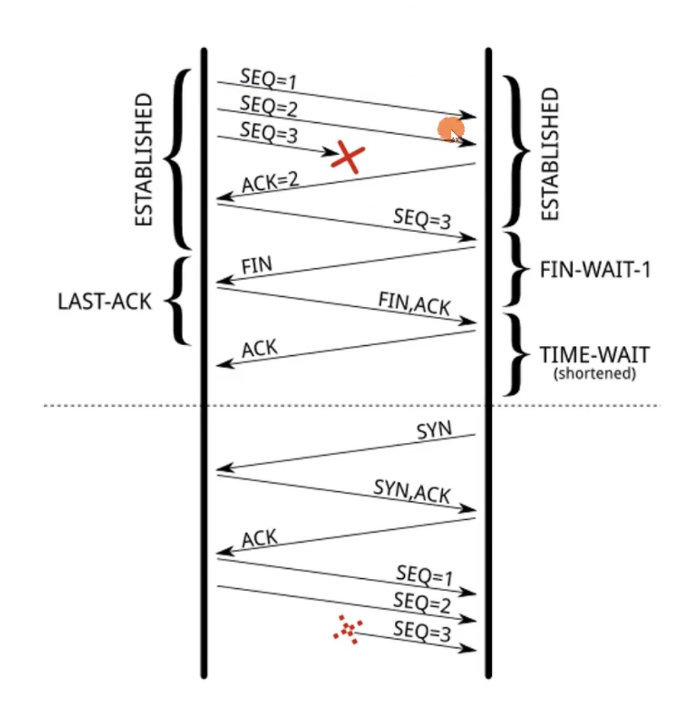 SEQ=1
SEQ=2
SEQ=3
ESTABLISHED
ESTABLISHED
ACK=2
SEQ=3
FIN
FIN-WAIT-1
LAST-ACK
FIN,ACK
ACK
TIME-WAIT
(shortened)
SYN
SYN,ACK
ACK
SEQ=1
SEQ=2
SEQ=3